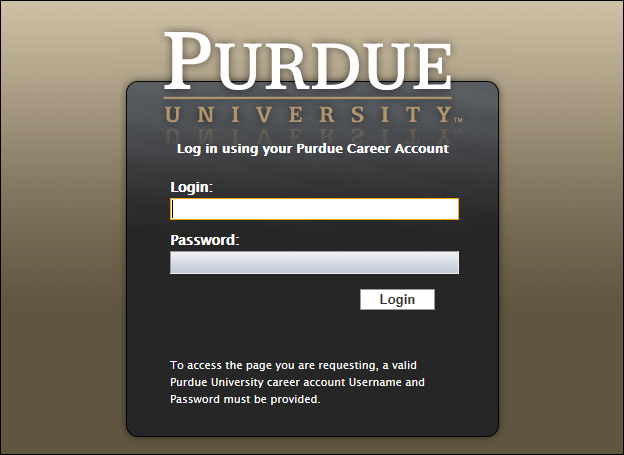 PURDUE
UNIVERSITY™
Log in using your Purdue Career Account
Login:
Password:
Login
To access the page you are requesting, a valid
Purdue University career account Username and
Password must be provided.